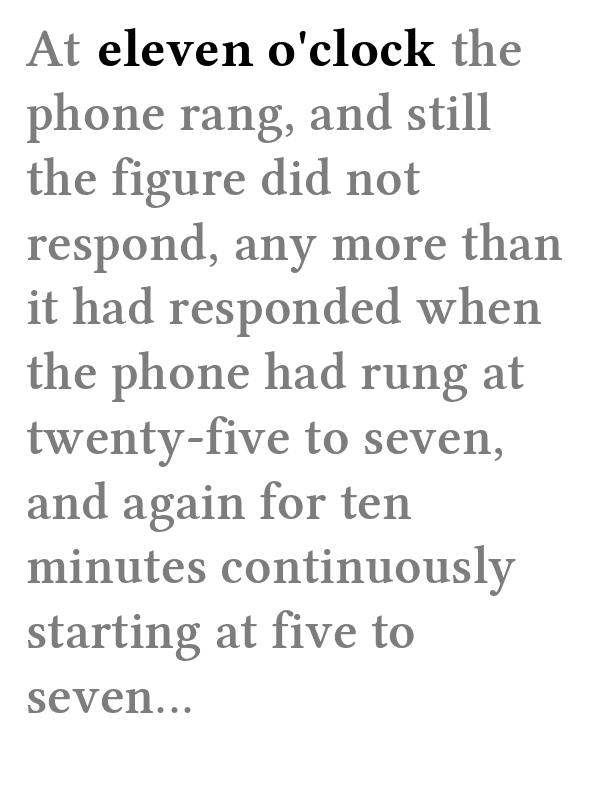 At eleven o'clock the
phone rang, and still
the figure did not
respond, any more than
it had responded when
the phone had rung at
twenty-five to seven,
and again for ten
minutes continuously
starting at five to
seven...